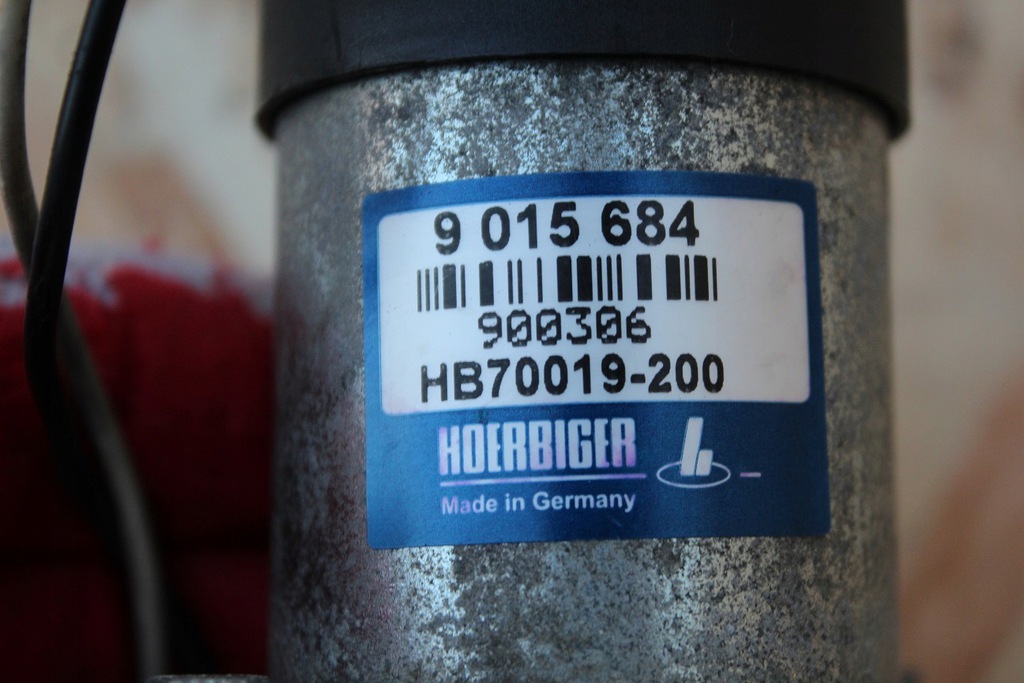 9 015 684
900306
HB70019-200
HOERBIGER
Made in Germany